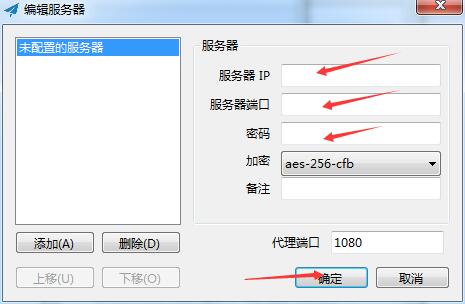 编辑服务器
未配置的服务器
服务器
服务器 IP
服务器端口
密码
加密
aes-256-cfb
备注
添加(A)
删除(D)
代理端口
1080
上移(U)
下移(O)
确定
取消